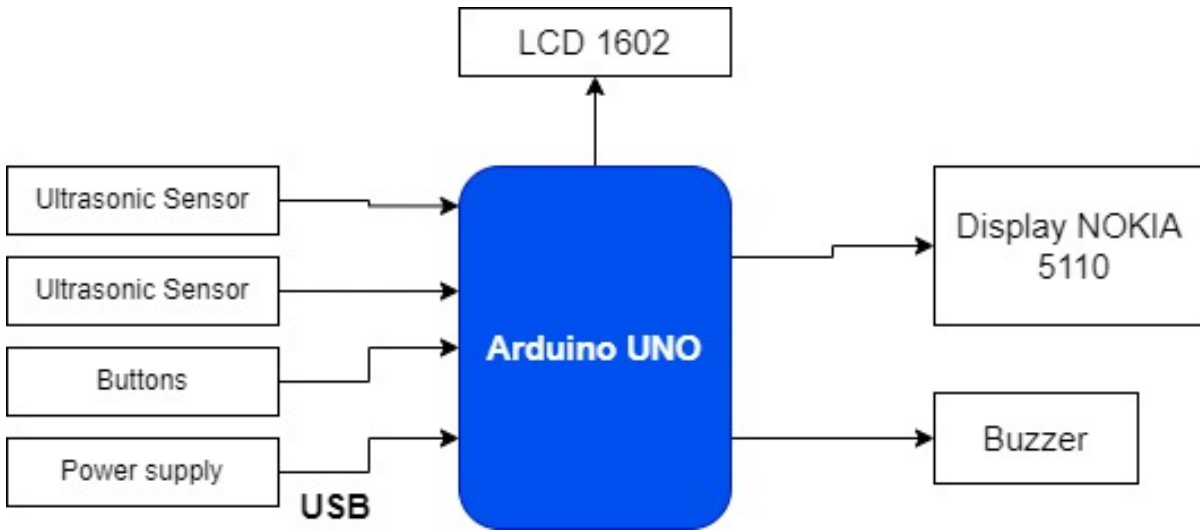 LCD 1602
Ultrasonic Sensor
Ultrasonic Sensor
Buttons
Power supply
USB
Arduino UNO
Display NOKIA
5110
Buzzer